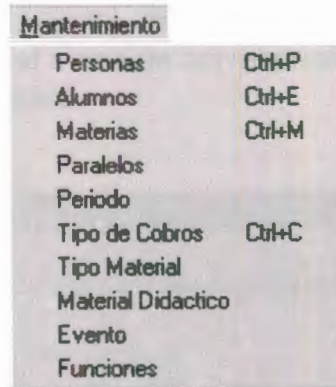 Mantenimiento
Personas Ctrl+P
Alumnos Ctrl+E
Materias Ctrl+M
Paralelos
Periodo
Tipo de Cobros Ctrl+C
Tipo Material
Material Didactico
Evento
Funciones